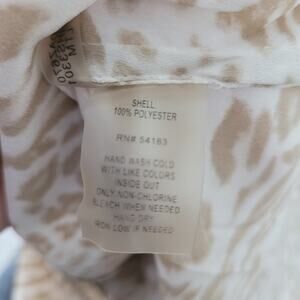 SHELL:
100% POLYESTER
RN# 54163
HAND WASH COLD
WITH LIKE COLORS
INSIDE OUT
ONLY NON-CHLORINE
BLEACH WHEN NEEDED
HANG DRY
IRON LOW IF NEEDED